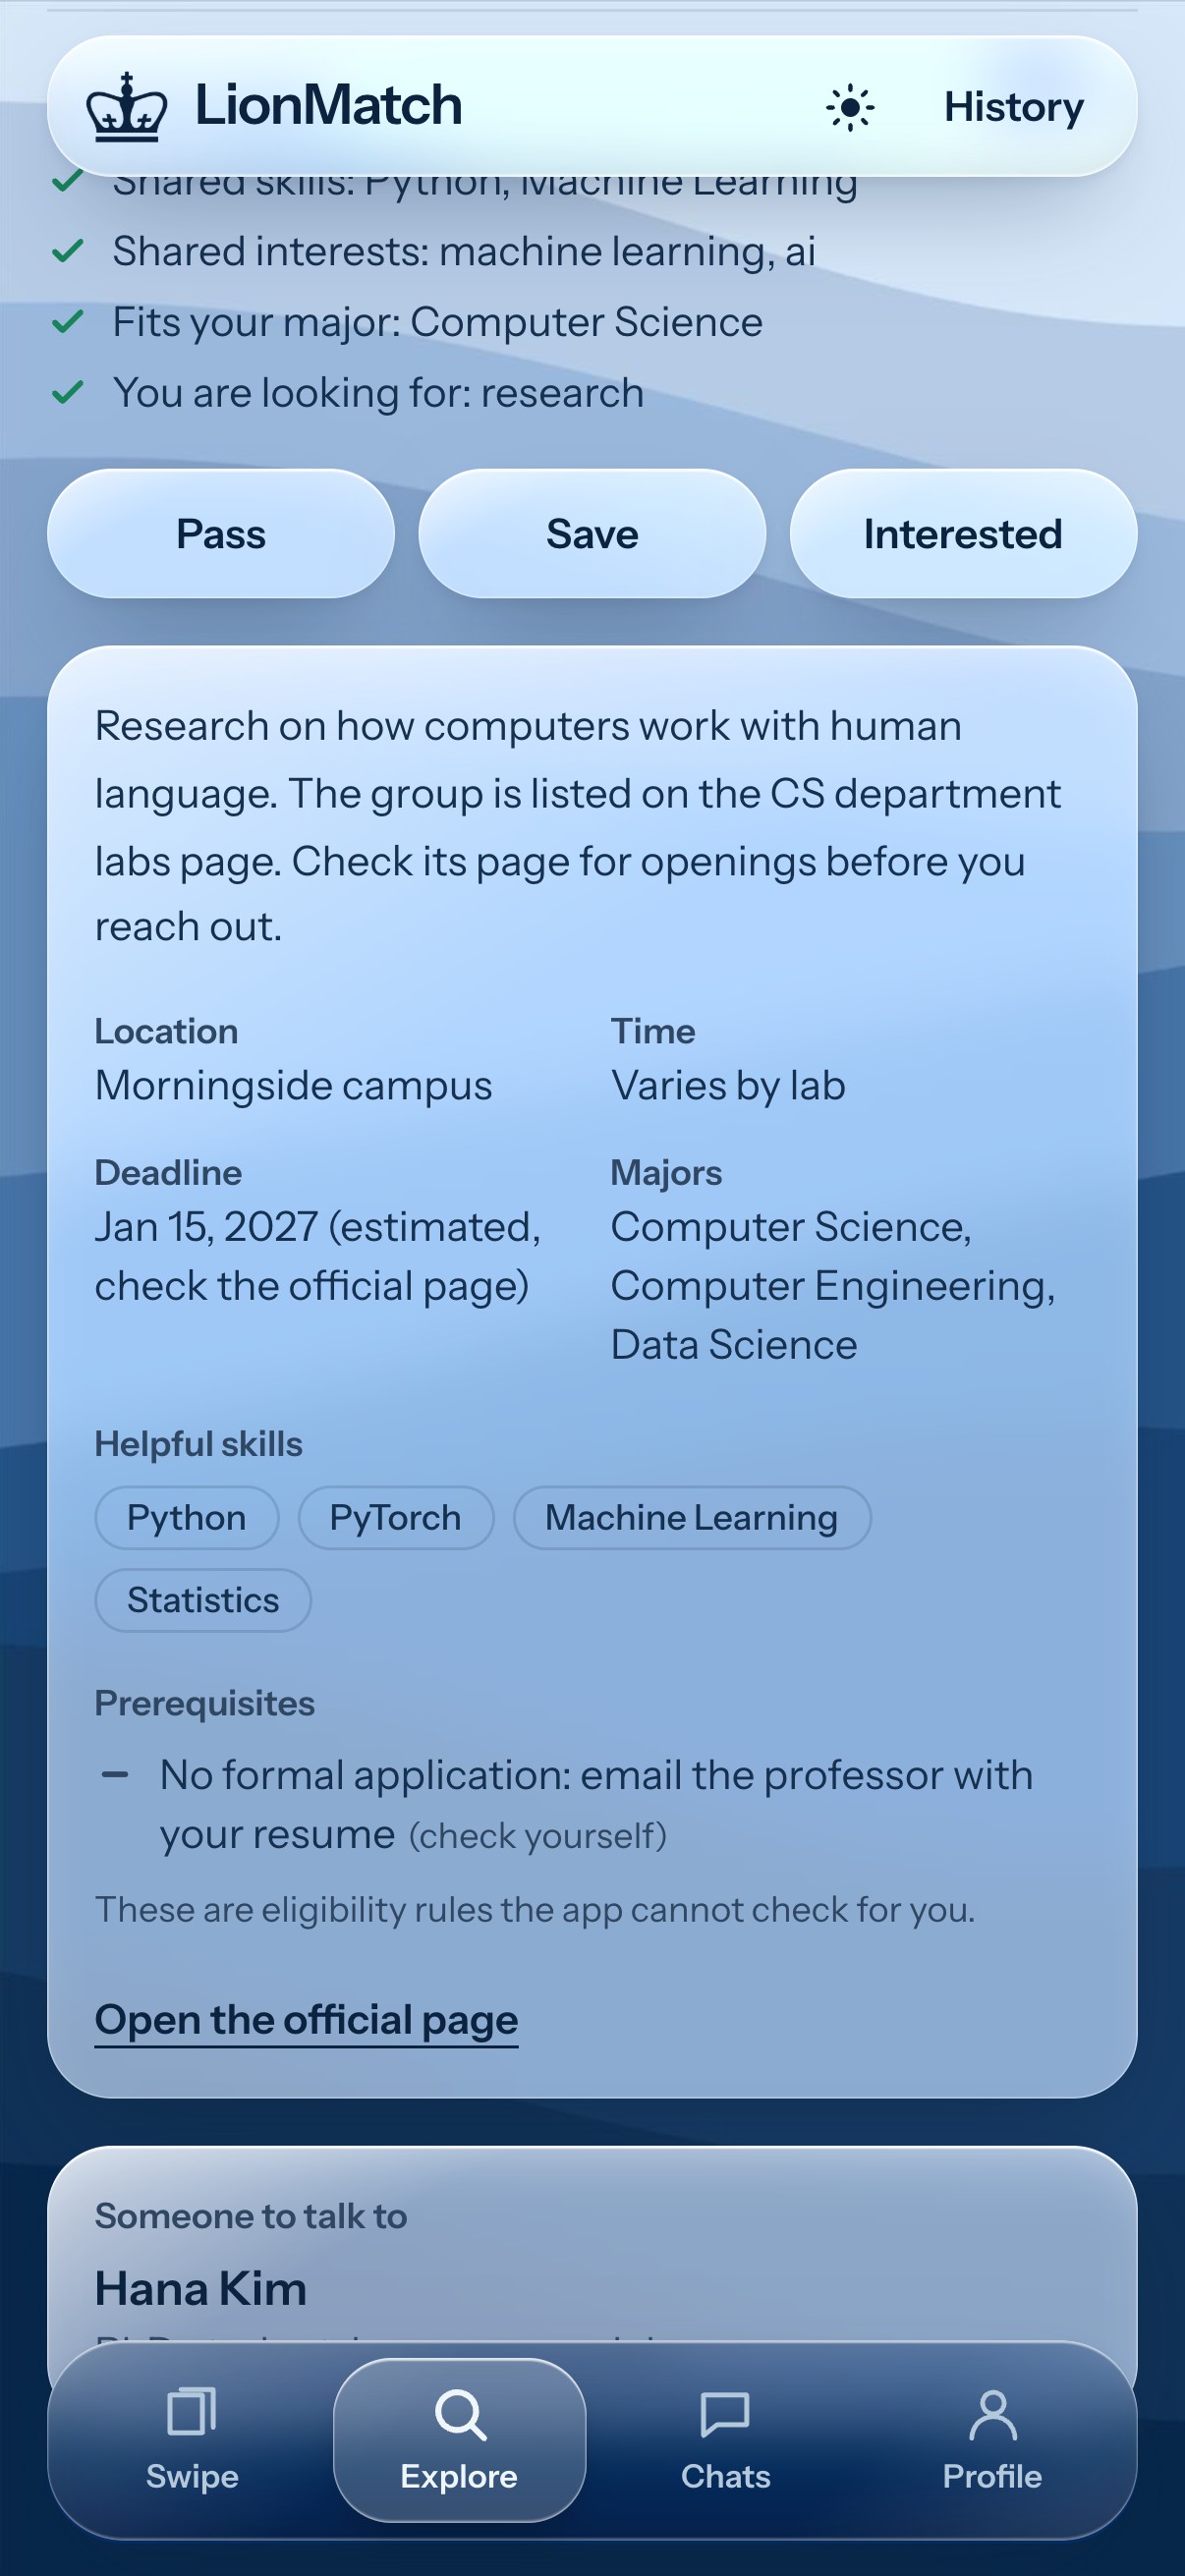 LionMatch
History
Shared skills: Python, Machine Learning
Shared interests: machine learning, ai
Fits your major: Computer Science
You are looking for: research
Pass
Save
Interested
Research on how computers work with human
language. The group is listed on the CS department
labs page. Check its page for openings before you
reach out.
Location
Morningside campus
Time
Varies by lab
Deadline
Jan 15, 2027 (estimated,
check the official page)
Majors
Computer Science,
Computer Engineering,
Data Science
Helpful skills
Python
PyTorch
Machine Learning
Statistics
Prerequisites
No formal application: email the professor with
your resume (check yourself)
These are eligibility rules the app cannot check for you.
Open the official page
Someone to talk to
Hana Kim
Swipe
Explore
Chats
Profile